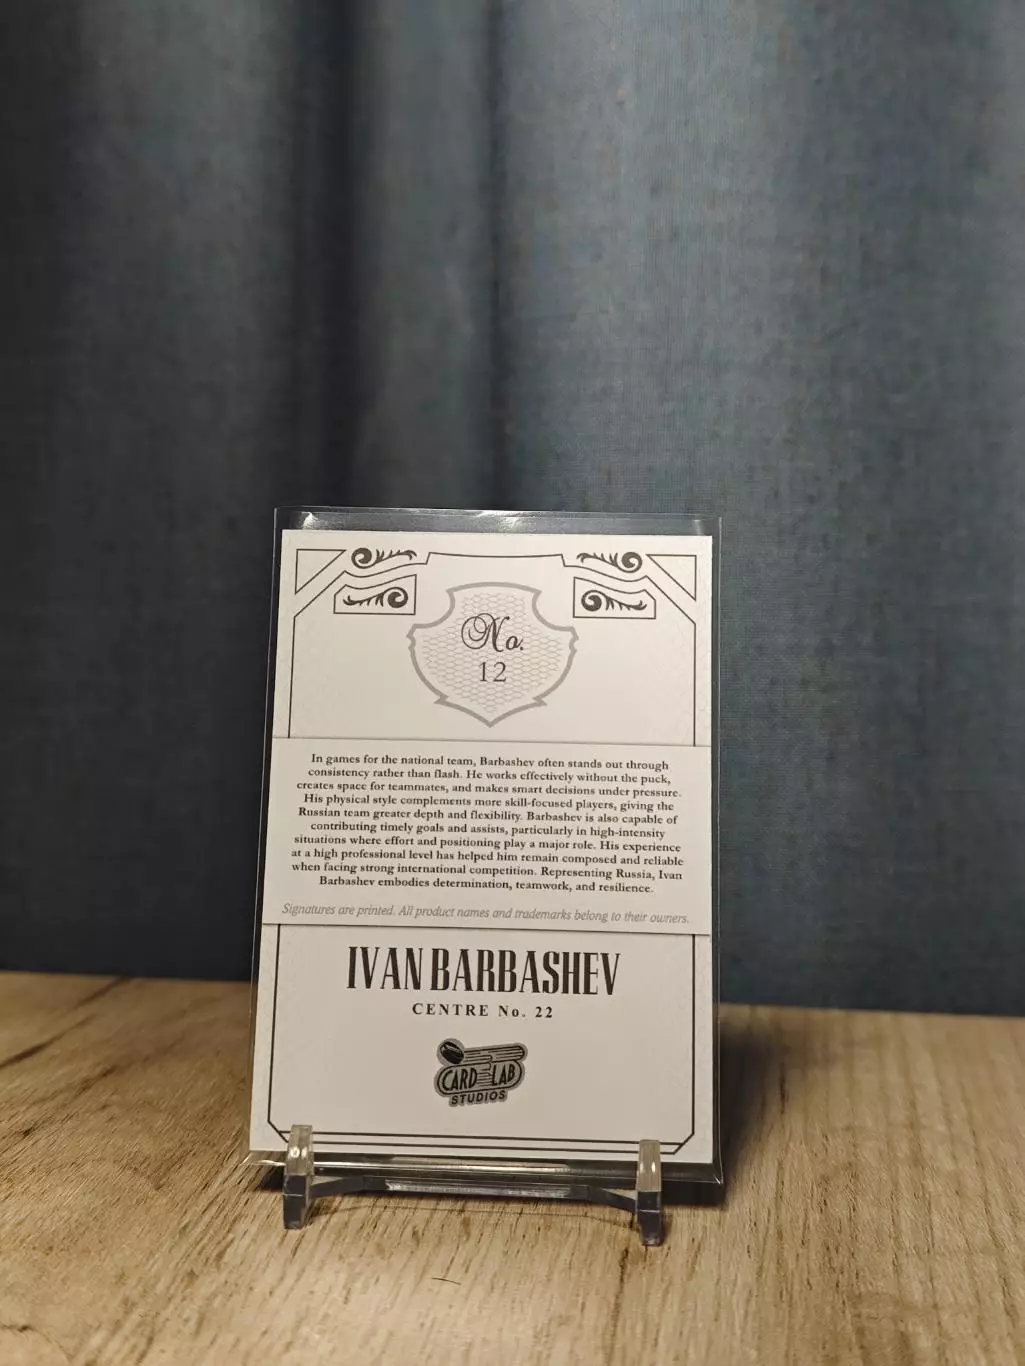 No.
12
In games for the national team, Barbashev often stands out through
consistency rather than flash. He works effectively without the puck,
creates space for teammates, and makes smart decisions under pressure.
His physical style complements more skill-focused players, giving the
Russian team greater depth and flexibility. Barbashev is also capable of
contributing timely goals and assists, particularly in high-intensity
situations where effort and positioning play a major role. His experience
at a high professional level has helped him remain composed and reliable
when facing strong international competition. Representing Russia, Ivan
Barbashev embodies determination, teamwork, and resilience.
Signatures are printed. All product names and trademarks belong to their owners.
IVAN BARBASHEV
CENTRE No. 22
CARD LAB
STUDIOS